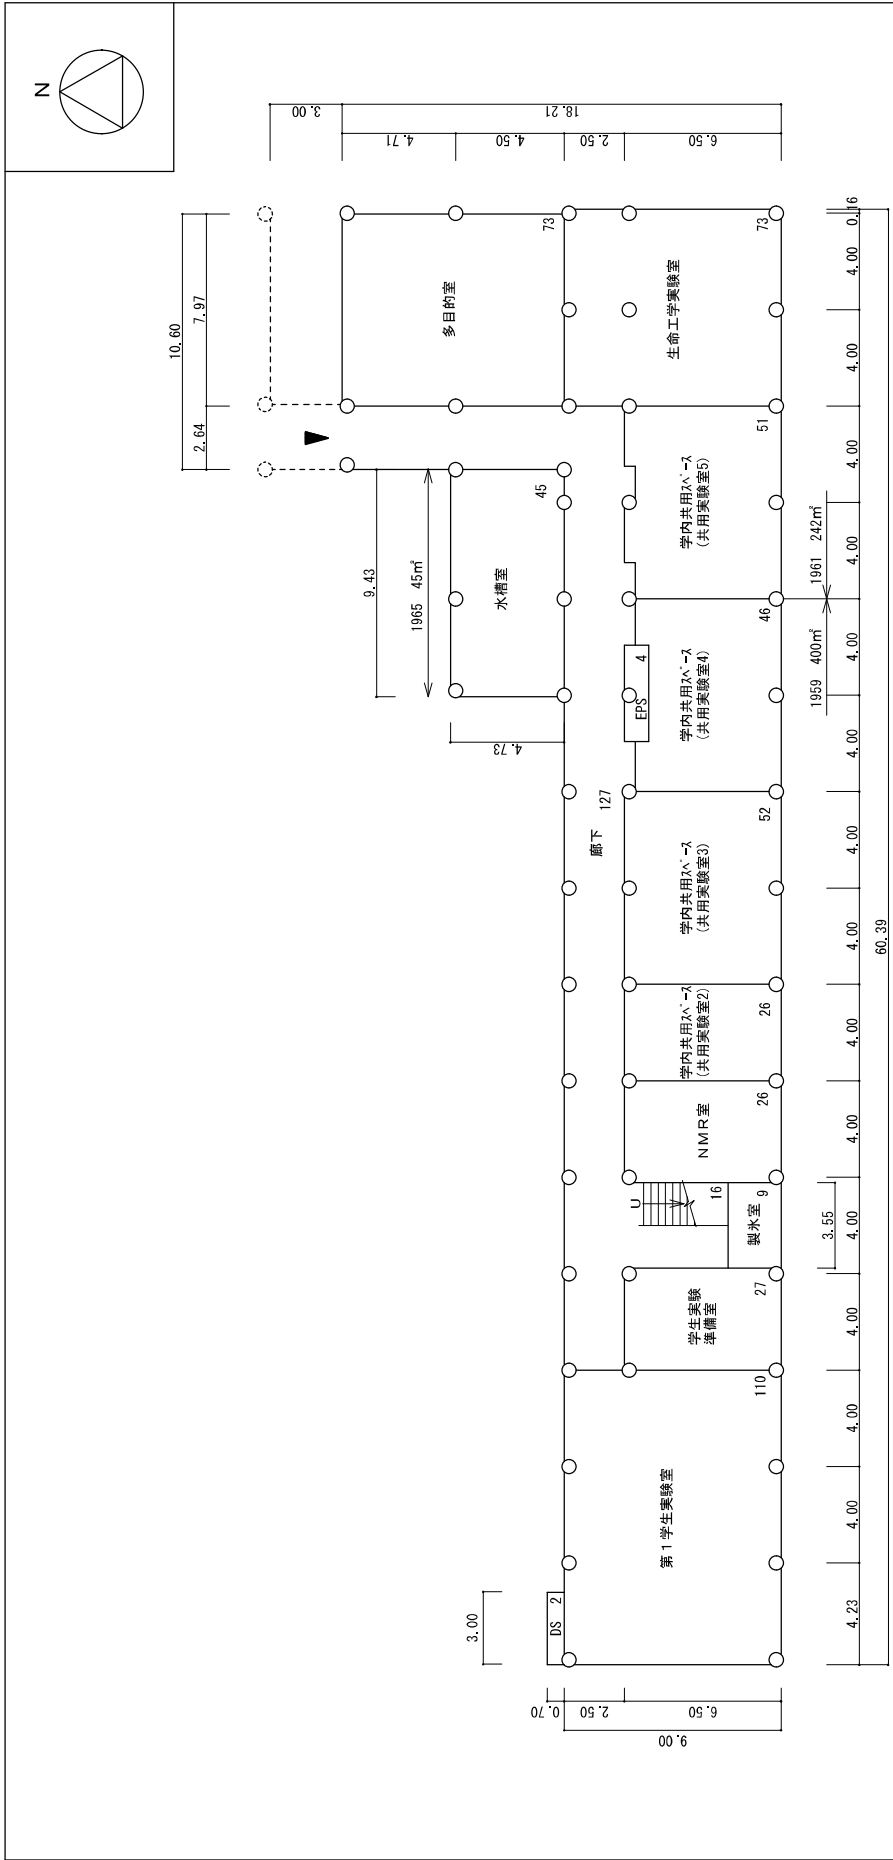 N
3.00
18.21
4.71
4.50
2.50
6.50
10.60
7.97
2.64
多目的室
73
生命工学実験室
73
0.16
4.00
4.00
9.43
1965 45㎡
水槽室
45
4.73
学内共用スペース
(共用実験室5)
51
4.00
4.00
1961 242㎡
1959 400㎡
学内共用スペース
(共用実験室4)
46
EPS 4
4.00
4.00
廊下
127
学内共用スペース
(共用実験室3)
52
4.00
4.00
60.39
学内共用スペース
(共用実験室2)
26
4.00
NMR室
26
4.00
U
16
製氷室
9
3.55
4.00
学生実験
準備室
27
4.00
第1学生実験室
110
4.00
4.00
4.23
3.00
DS 2
0.70
2.50
6.50
9.00